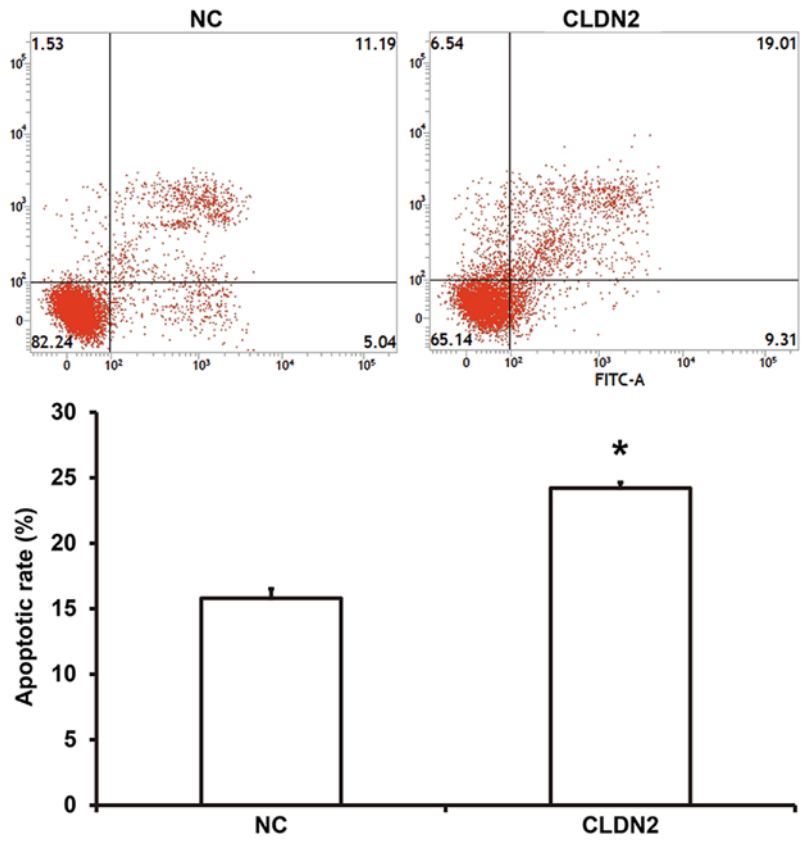 NC CLDN2
1.53 11.19 6.54 19.01
10⁵ 10⁵
10⁴ 10⁴
10³ 10³
10² 10²
0 0
82.24 5.04 65.14 9.31
0 10² 10³ 10⁴ 10⁵ 0 10² 10³ 10⁴ 10⁵
FITC-A
30
*
25
20
15
10
5
0
Apoptotic rate (%)
NC CLDN2